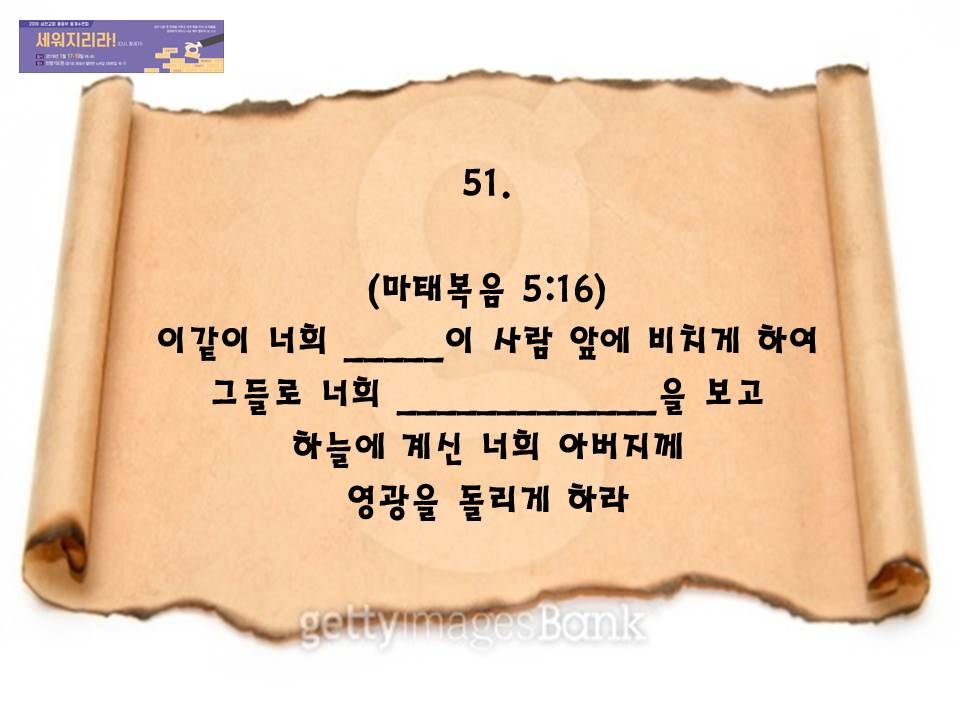 세워지리라!
51.
(마태복음 5:16)
이같이 너희 _____이 사람 앞에 비치게 하여
그들로 너희 _____________을 보고
하늘에 계신 너희 아버지께
영광을 돌리게 하라
gettyimagesBank